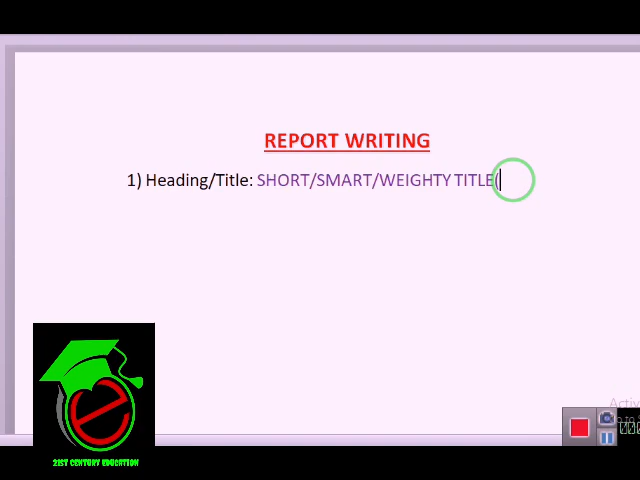 REPORT WRITING
1) Heading/Title: SHORT/SMART/WEIGHTY TITLE(
21ST CENTURY EDUCATION